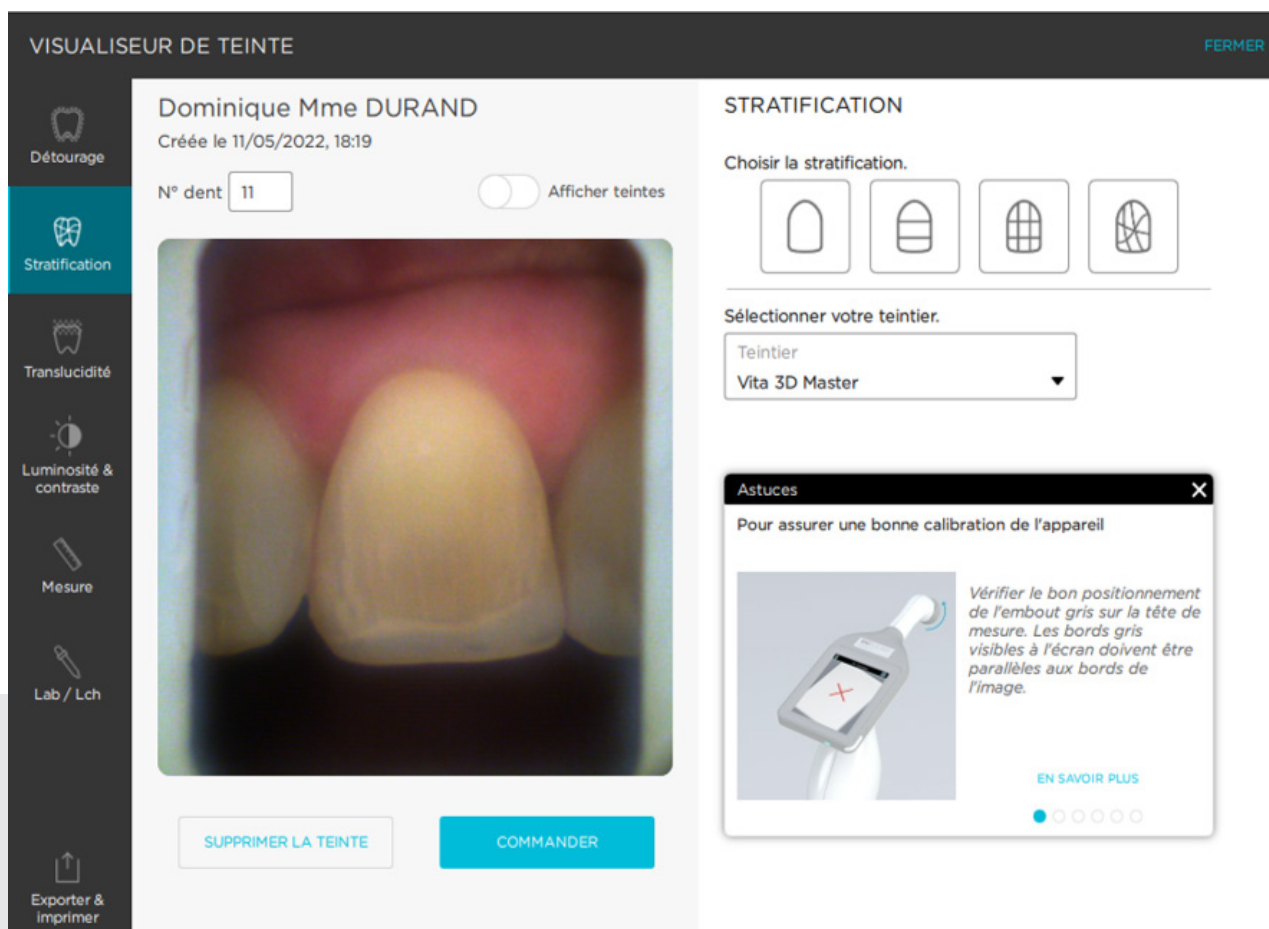 VISUALISEUR DE TEINTE
FERMER
Détourage
Stratification
Translucidité
Luminosité &
contraste
Mesure
Lab / Lch
Exporter &
imprimer
Dominique Mme DURAND
Créée le 11/05/2022, 18:19
N° dent 11
Afficher teintes
SUPPRIMER LA TEINTE
COMMANDER
STRATIFICATION
Choisir la stratification.
Sélectionner votre teintier.
Teintier
Vita 3D Master
Astuces
Pour assurer une bonne calibration de l'appareil
Vérifier le bon positionnement
de l'embout gris sur la tête de
mesure. Les bords gris
visibles à l'écran doivent être
parallèles aux bords de
l'image.
EN SAVOIR PLUS